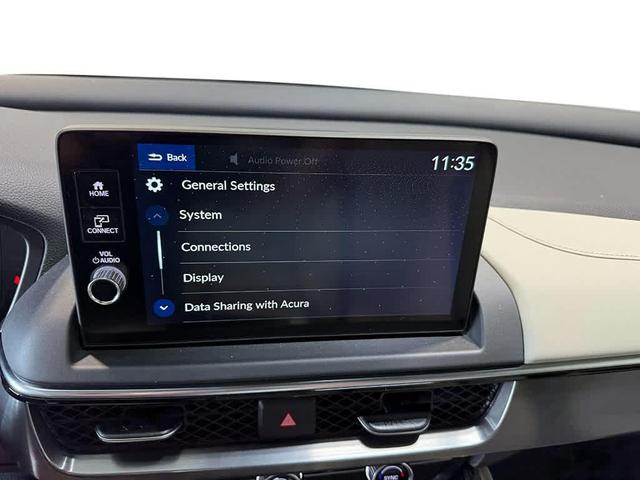 Back
Audio Power Off
11:35
General Settings
HOME
System
CONNECT
Connections
VOL
AUDIO
Display
Data Sharing with Acura
SYNC